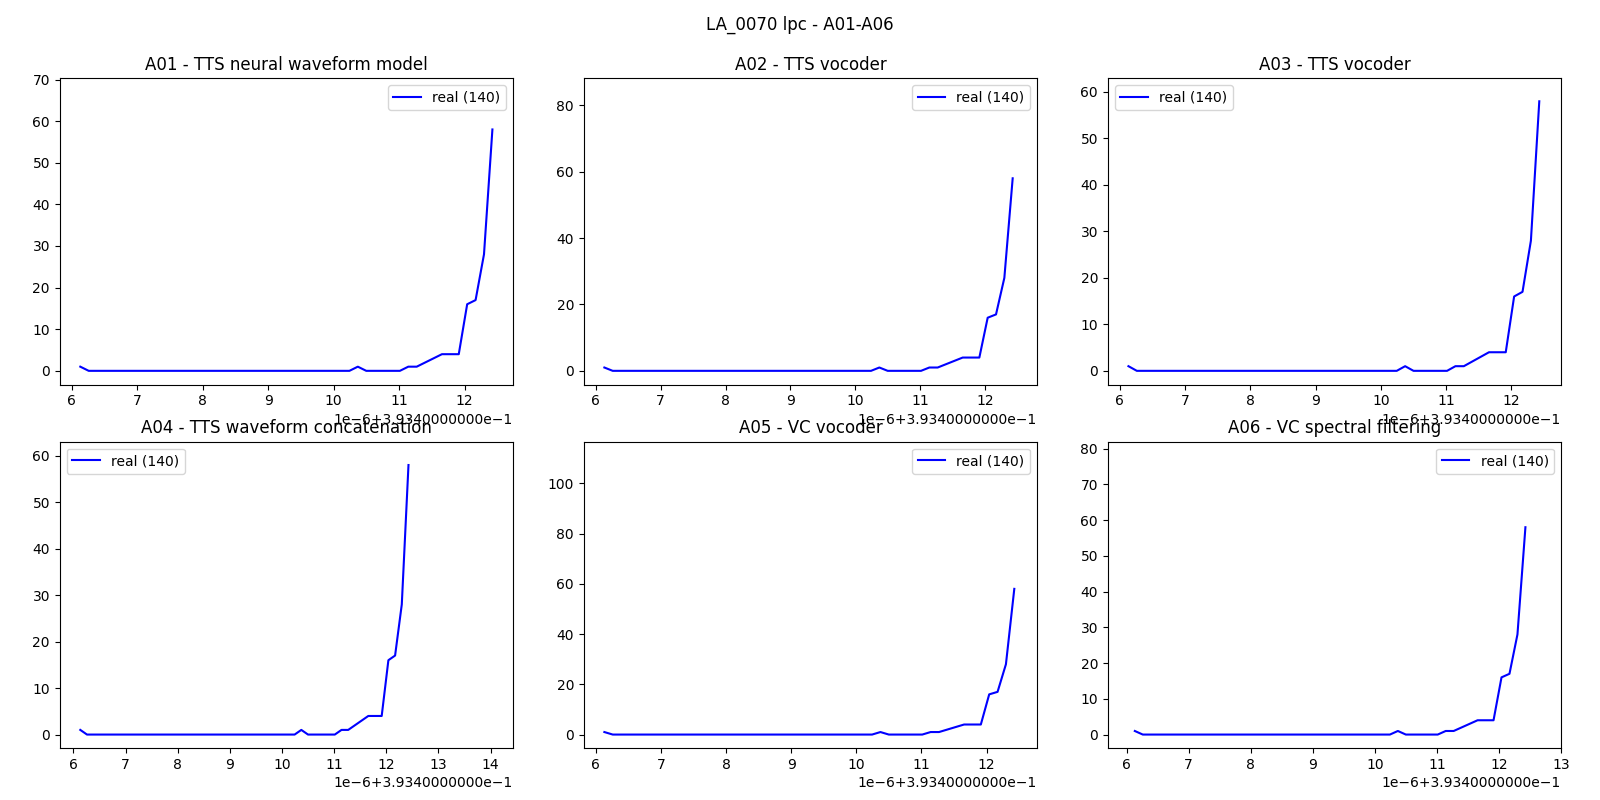 LA_0070 lpc - A01-A06
A01 - TTS neural waveform model
real (140)
70
60
50
40
30
20
10
0
6 7 8 9 10 11 12
1e−6+3.9340000000e−1
A02 - TTS vocoder
real (140)
80
60
40
20
0
6 7 8 9 10 11 12
1e−6+3.9340000000e−1
A03 - TTS vocoder
real (140)
60
50
40
30
20
10
0
6 7 8 9 10 11 12
1e−6+3.9340000000e−1
A04 - TTS waveform concatenation
real (140)
60
50
40
30
20
10
0
6 7 8 9 10 11 12 13 14
1e−6+3.9340000000e−1
A05 - VC vocoder
real (140)
100
80
60
40
20
0
6 7 8 9 10 11 12
1e−6+3.9340000000e−1
A06 - VC spectral filtering
real (140)
80
70
60
50
40
30
20
10
0
6 7 8 9 10 11 12 13
1e−6+3.9340000000e−1